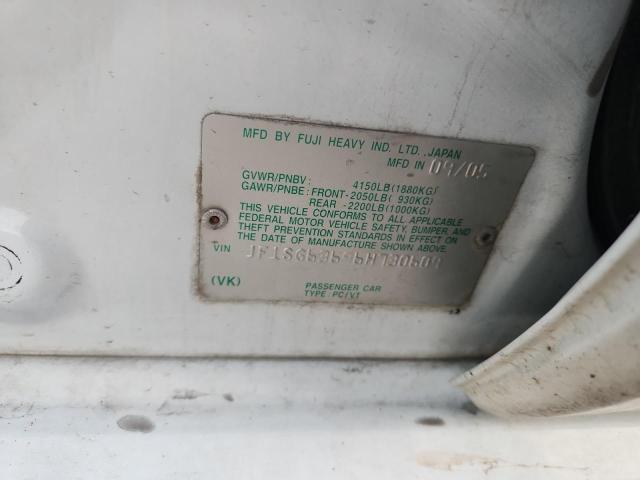 MFD BY FUJI HEAVY IND. LTD. JAPAN
MFD IN 09/05
GVWR/PNBV: 4150LB(1880KG)
GAWR/PNBE: FRONT-2050LB( 930KG)
REAR -2200LB(1000KG)
THIS VEHICLE CONFORMS TO ALL APPLICABLE
FEDERAL MOTOR VEHICLE SAFETY, BUMPER, AND
THEFT PREVENTION STANDARDS IN EFFECT ON
THE DATE OF MANUFACTURE SHOWN ABOVE.
VIN
(VK) PASSENGER CAR
TYPE: PC/VT